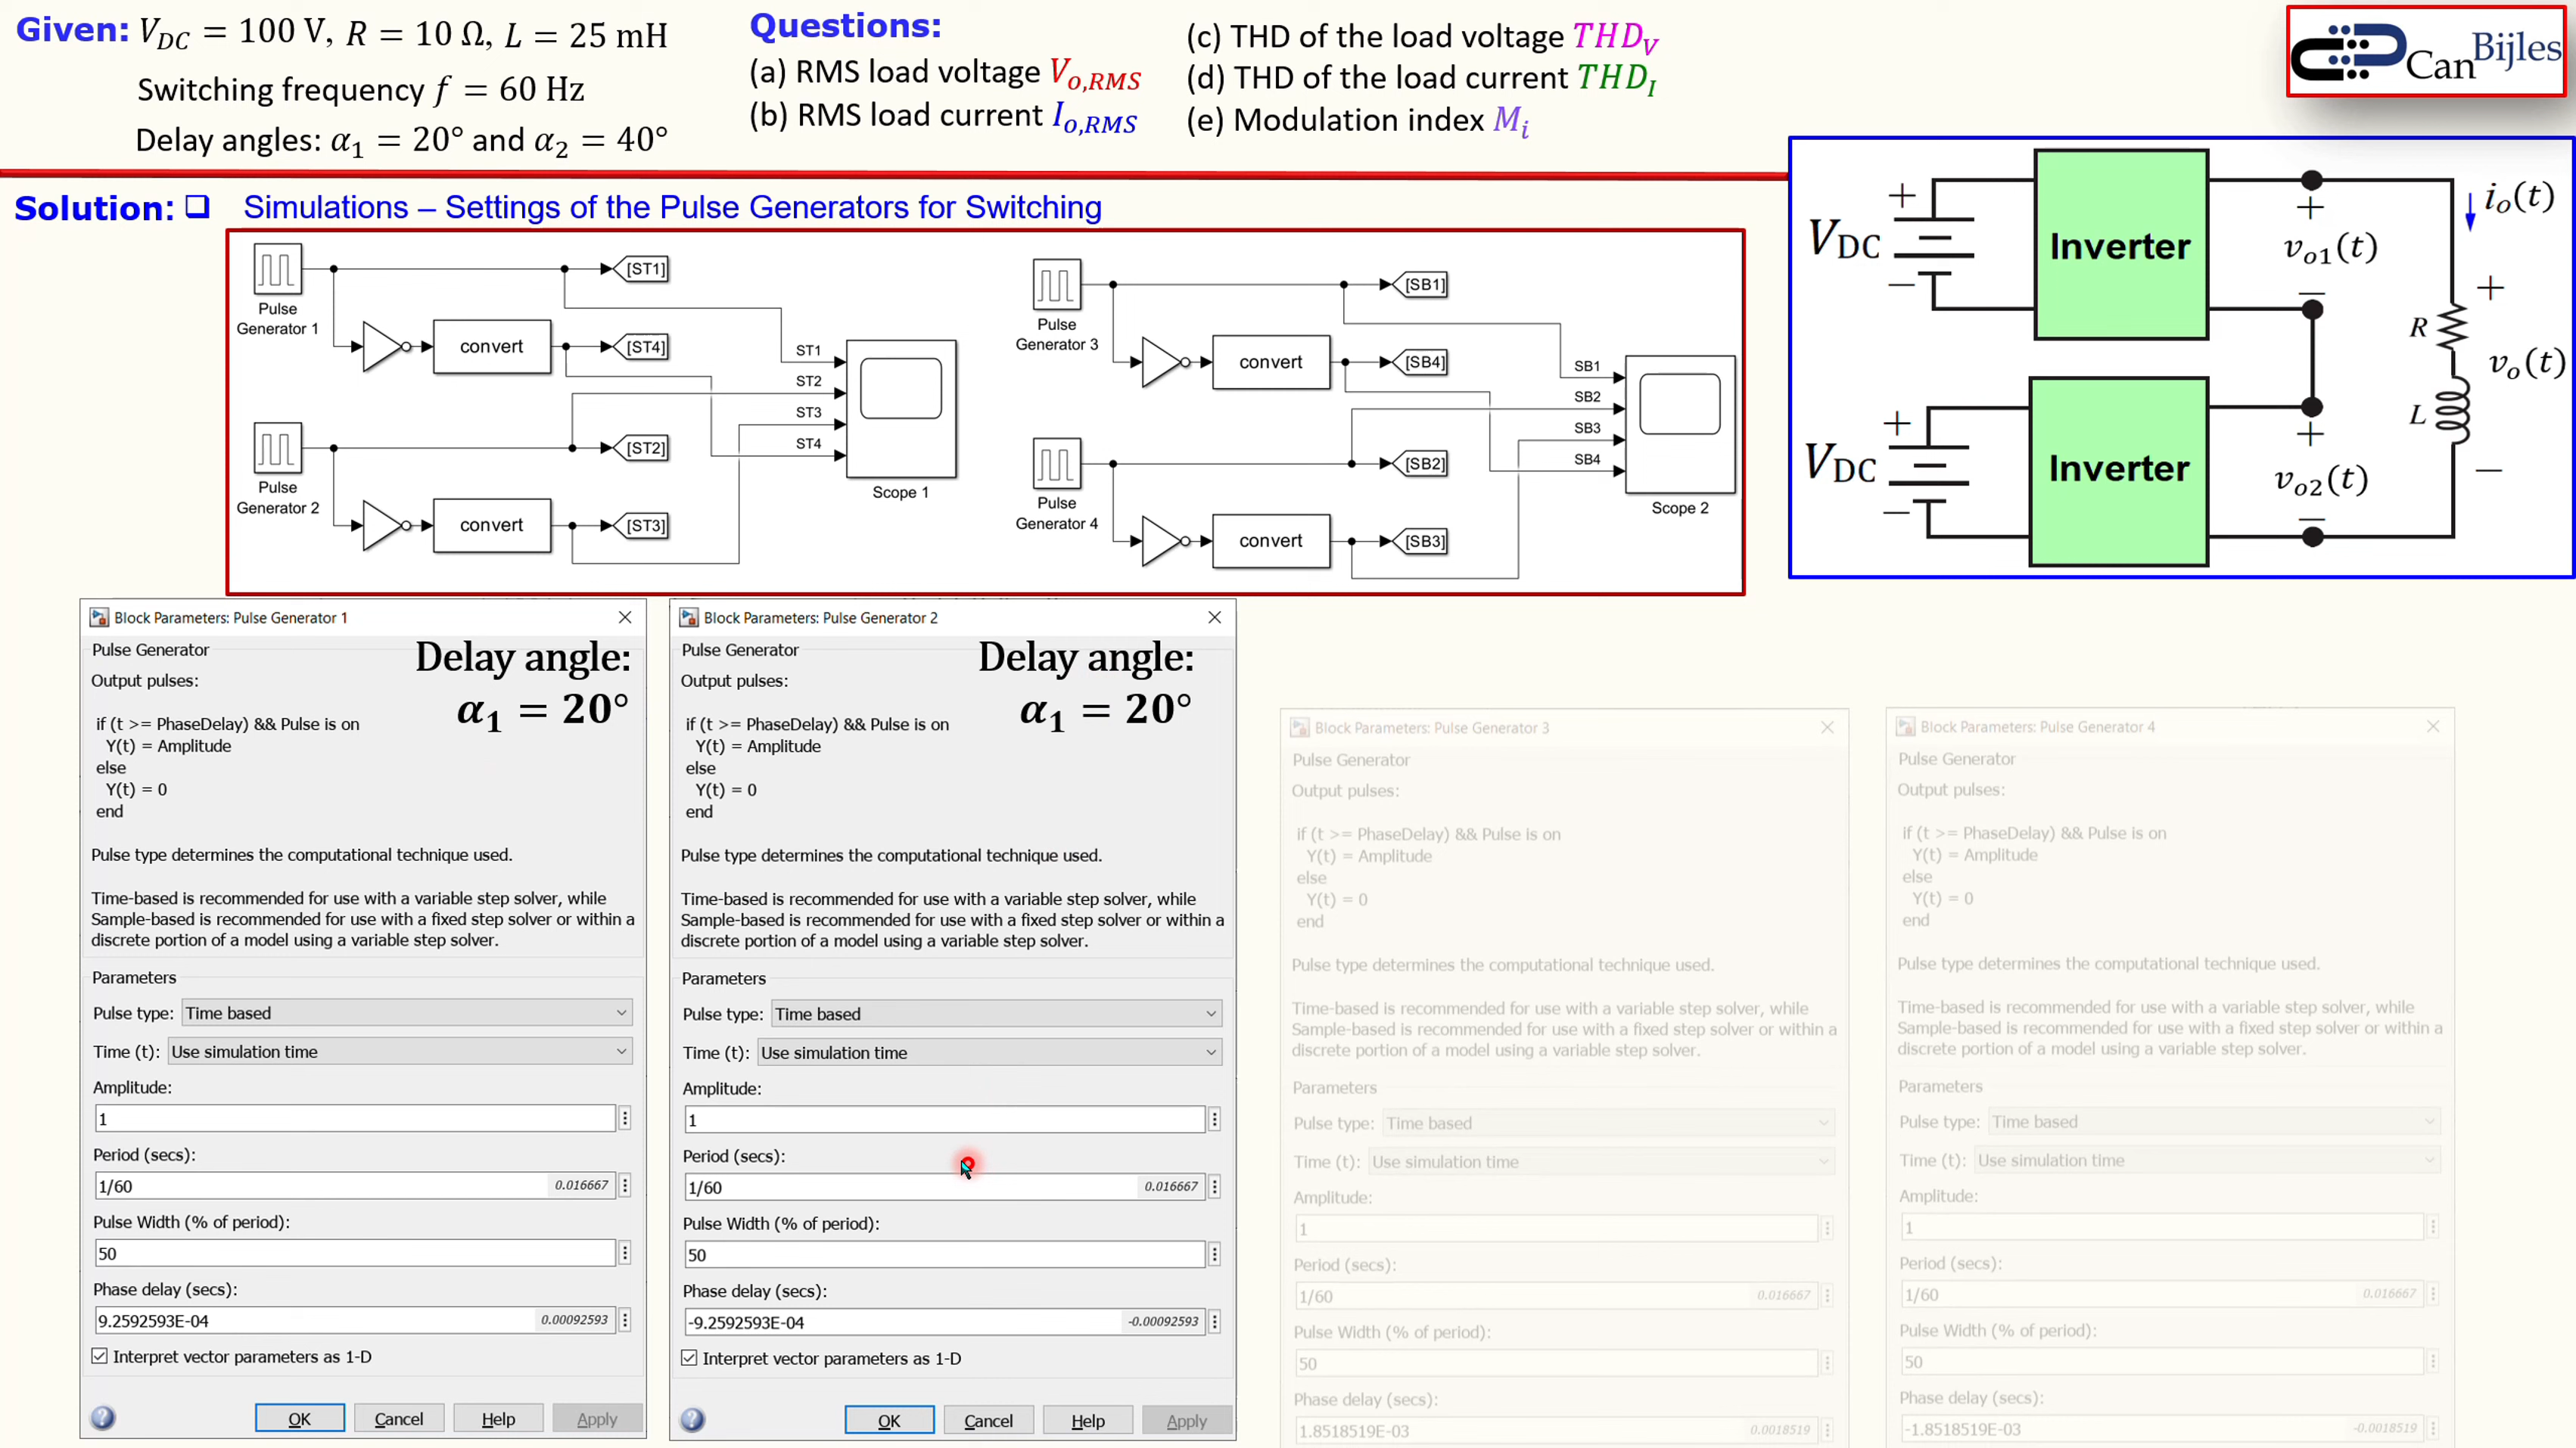 Given: V_DC = 100 V, R = 10 Ω, L = 25 mH
Switching frequency f = 60 Hz
Delay angles: α₁ = 20° and α₂ = 40°
Questions:
(a) RMS load voltage V_o,RMS
(b) RMS load current I_o,RMS
(c) THD of the load voltage THD_V
(d) THD of the load current THD_I
(e) Modulation index M_i
CanBijles
Solution: ❑ Simulations – Settings of the Pulse Generators for Switching
Pulse
Generator 1
[ST1]
convert
[ST4]
Pulse
Generator 2
[ST2]
convert
[ST3]
ST1
ST2
ST3
ST4
Scope 1
Pulse
Generator 3
[SB1]
convert
[SB4]
Pulse
Generator 4
[SB2]
convert
[SB3]
SB1
SB2
SB3
SB4
Scope 2
V_DC
+
−
Inverter
+
v_o1(t)
−
i_o(t)
V_DC
+
−
Inverter
+
v_o2(t)
−
+
R
v_o(t)
L
−
Block Parameters: Pulse Generator 1
Pulse Generator
Delay angle:
α₁ = 20°
Output pulses:
if (t >= PhaseDelay) && Pulse is on
Y(t) = Amplitude
else
Y(t) = 0
end
Pulse type determines the computational technique used.
Time-based is recommended for use with a variable step solver, while
Sample-based is recommended for use with a fixed step solver or within a
discrete portion of a model using a variable step solver.
Parameters
Pulse type: Time based
Time (t): Use simulation time
Amplitude:
1
Period (secs):
1/60 0.016667
Pulse Width (% of period):
50
Phase delay (secs):
9.2592593E-04 0.00092593
Interpret vector parameters as 1-D
OK Cancel Help Apply
Block Parameters: Pulse Generator 2
Pulse Generator
Delay angle:
α₁ = 20°
Output pulses:
if (t >= PhaseDelay) && Pulse is on
Y(t) = Amplitude
else
Y(t) = 0
end
Pulse type determines the computational technique used.
Time-based is recommended for use with a variable step solver, while
Sample-based is recommended for use with a fixed step solver or within a
discrete portion of a model using a variable step solver.
Parameters
Pulse type: Time based
Time (t): Use simulation time
Amplitude:
1
Period (secs):
1/60 0.016667
Pulse Width (% of period):
50
Phase delay (secs):
-9.2592593E-04 -0.00092593
Interpret vector parameters as 1-D
OK Cancel Help Apply
Block Parameters: Pulse Generator 3
Pulse Generator
Output pulses:
if (t >= PhaseDelay) && Pulse is on
Y(t) = Amplitude
else
Y(t) = 0
end
Pulse type determines the computational technique used.
Time-based is recommended for use with a variable step solver, while
Sample-based is recommended for use with a fixed step solver or within a
discrete portion of a model using a variable step solver.
Parameters
Pulse type: Time based
Time (t): Use simulation time
Amplitude:
1
Period (secs):
1/60 0.016667
Pulse Width (% of period):
50
Phase delay (secs):
1.8518519E-03 0.0018519
Block Parameters: Pulse Generator 4
Pulse Generator
Output pulses:
if (t >= PhaseDelay) && Pulse is on
Y(t) = Amplitude
else
Y(t) = 0
end
Pulse type determines the computational technique used.
Time-based is recommended for use with a variable step solver, while
Sample-based is recommended for use with a fixed step solver or within a
discrete portion of a model using a variable step solver.
Parameters
Pulse type: Time based
Time (t): Use simulation time
Amplitude:
1
Period (secs):
1/60 0.016667
Pulse Width (% of period):
50
Phase delay (secs):
-1.8518519E-03 -0.0018519